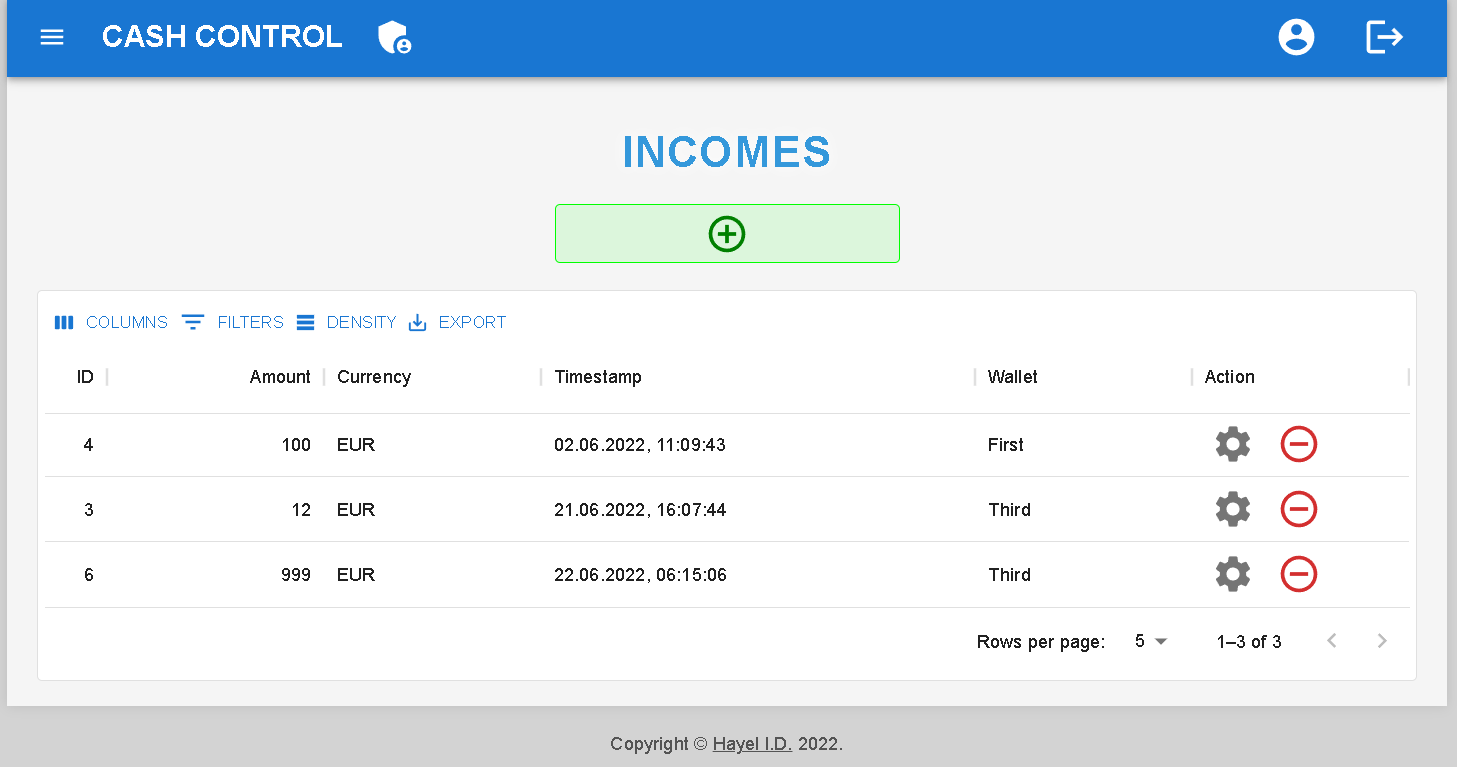 CASH CONTROL
INCOMES
COLUMNS FILTERS DENSITY EXPORT
ID Amount Currency Timestamp Wallet Action
4 100 EUR 02.06.2022, 11:09:43 First
3 12 EUR 21.06.2022, 16:07:44 Third
6 999 EUR 22.06.2022, 06:15:06 Third
Rows per page: 5 1–3 of 3
Copyright © Hayel I.D. 2022.